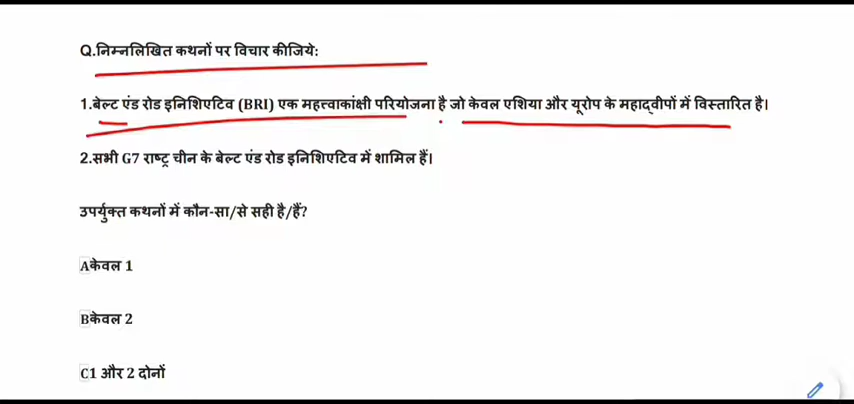 Q.निम्नलिखित कथनों पर विचार कीजिये:
1.बेल्ट एंड रोड इनिशिएटिव (BRI) एक महत्त्वाकांक्षी परियोजना है जो केवल एशिया और यूरोप के महाद्वीपों में विस्तारित है।
2.सभी G7 राष्ट्र चीन के बेल्ट एंड रोड इनिशिएटिव में शामिल हैं।
उपर्युक्त कथनों में कौन-सा/से सही है/हैं?
Aकेवल 1
Bकेवल 2
C1 और 2 दोनों